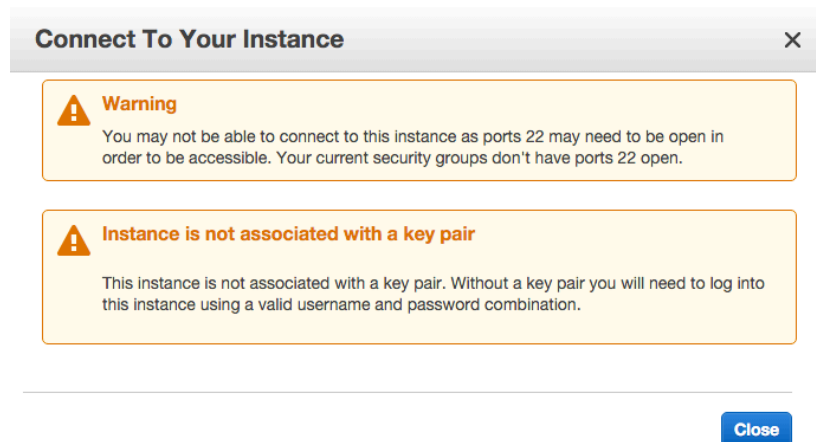 Connect To Your Instance
Warning
You may not be able to connect to this instance as ports 22 may need to be open in
order to be accessible. Your current security groups don't have ports 22 open.
Instance is not associated with a key pair
This instance is not associated with a key pair. Without a key pair you will need to log into
this instance using a valid username and password combination.
Close